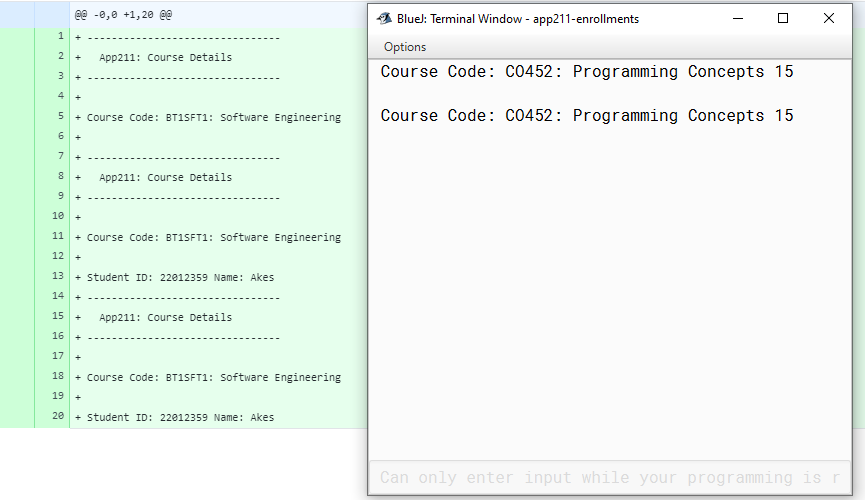 @@ -0,0 +1,20 @@
1 + --------------------------------
2 +   App211: Course Details
3 + --------------------------------
4 +
5 + Course Code: BT1SFT1: Software Engineering
6 +
7 + --------------------------------
8 +   App211: Course Details
9 + --------------------------------
10 +
11 + Course Code: BT1SFT1: Software Engineering
12 +
13 + Student ID: 22012359 Name: Akes
14 + --------------------------------
15 +   App211: Course Details
16 + --------------------------------
17 +
18 + Course Code: BT1SFT1: Software Engineering
19 +
20 + Student ID: 22012359 Name: Akes
BlueJ: Terminal Window - app211-enrollments
Options
Course Code: CO452: Programming Concepts 15
Course Code: CO452: Programming Concepts 15
Can only enter input while your programming is r